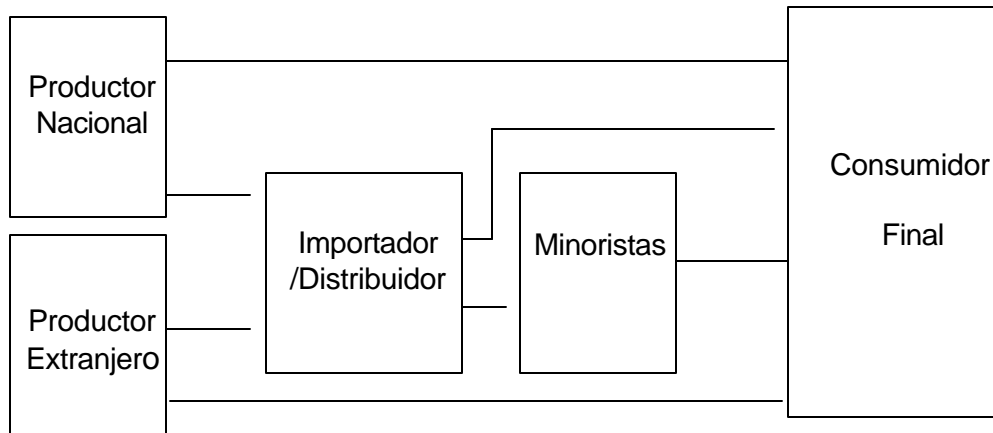 Productor
Nacional
Importador
/Distribuidor
Minoristas
Consumidor
Final
Productor
Extranjero